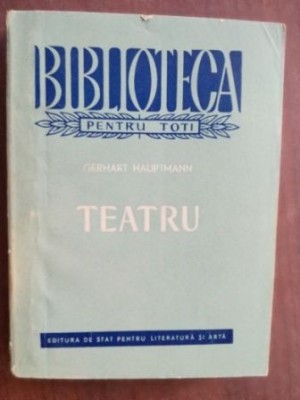 BIBLIOTECA
PENTRU TOȚI
GERHART HAUPTMANN
TEATRU
EDITURA DE STAT PENTRU LITERATURĂ ȘI ARTĂ